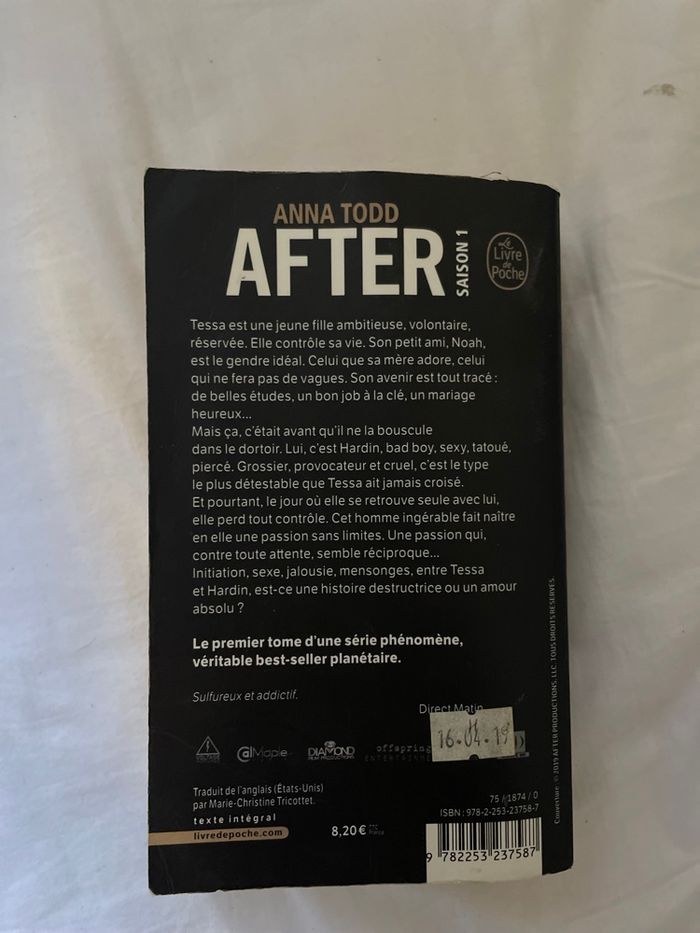 ANNA TODD
AFTER
SAISON 1
Le
Livre
de
Poche
Tessa est une jeune fille ambitieuse, volontaire,
réservée. Elle contrôle sa vie. Son petit ami, Noah,
est le gendre idéal. Celui que sa mère adore, celui
qui ne fera pas de vagues. Son avenir est tout tracé :
de belles études, un bon job à la clé, un mariage
heureux...
Mais ça, c'était avant qu'il ne la bouscule
dans le dortoir. Lui, c'est Hardin, bad boy, sexy, tatoué,
piercé. Grossier, provocateur et cruel, c'est le type
le plus détestable que Tessa ait jamais croisé.
Et pourtant, le jour où elle se retrouve seule avec lui,
elle perd tout contrôle. Cet homme ingérable fait naître
en elle une passion sans limites. Une passion qui,
contre toute attente, semble réciproque...
Initiation, sexe, jalousie, mensonges, entre Tessa
et Hardin, est-ce une histoire destructrice ou un amour
absolu ?
Le premier tome d'une série phénomène,
véritable best-seller planétaire.
Sulfureux et addictif.
Direct Matin
16-04-19
CalMaple
DIAMOND
FILM PRODUCTIONS
offspring
Traduit de l'anglais (États-Unis)
par Marie-Christine Tricottet.
texte intégral
livredepoche.com
8,20 € TTC
France
75 / 1874 / 0
ISBN : 978-2-253-23758-7
9 782253 237587
Couverture : © 2019 AFTER PRODUCTIONS, LLC. TOUS DROITS RÉSERVÉS.